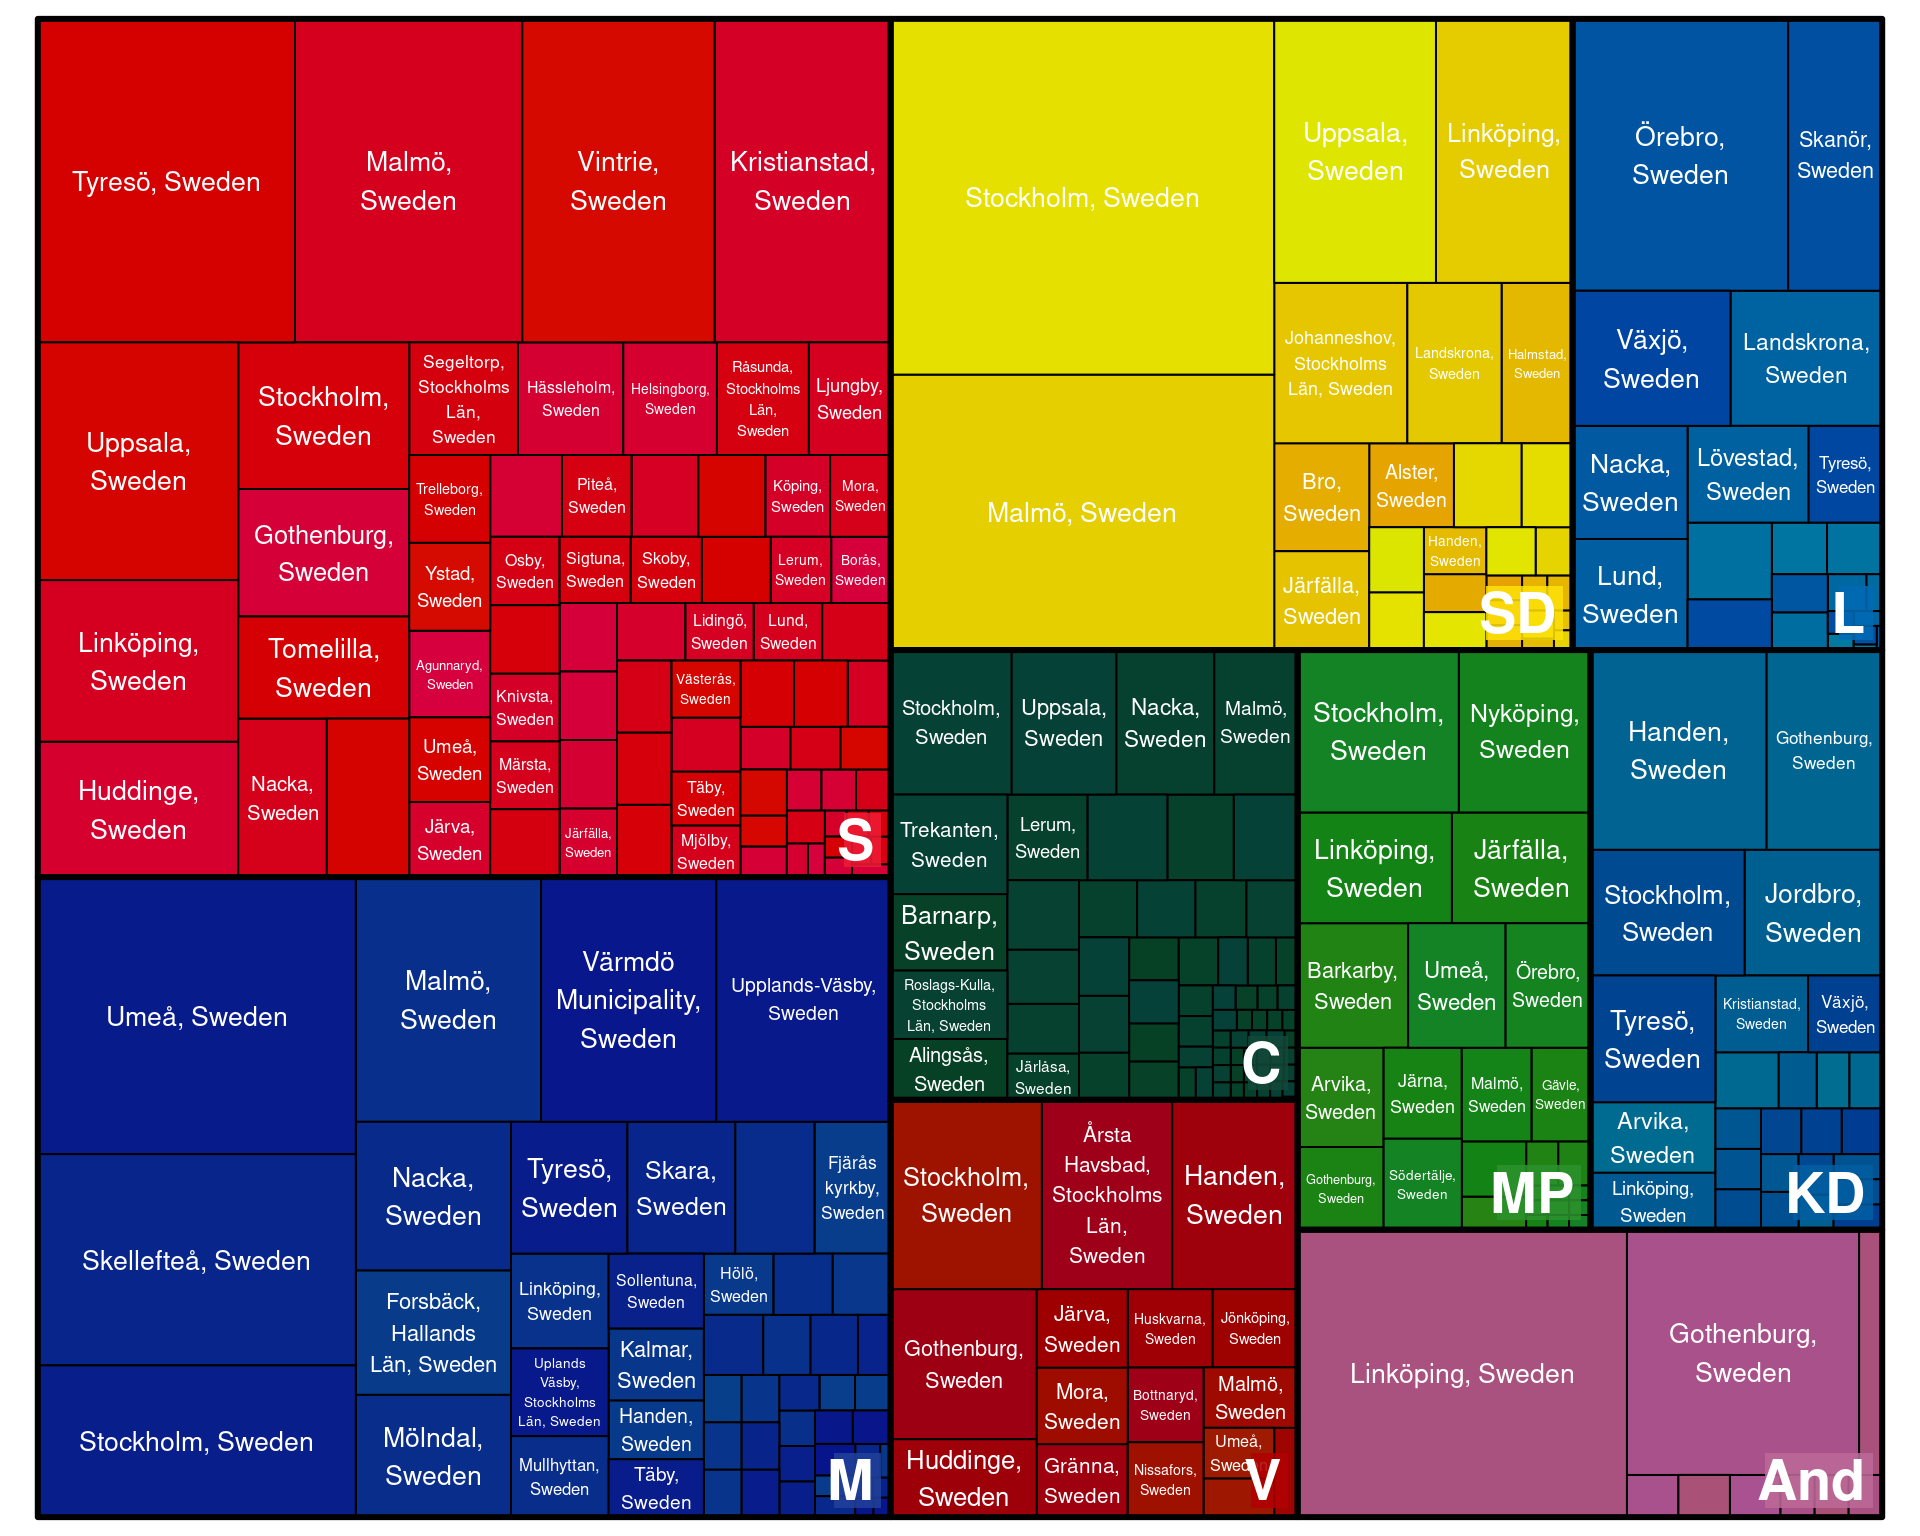 Tyresö, Sweden
Malmö,
Sweden
Vintrie,
Sweden
Kristianstad,
Sweden
Uppsala,
Sweden
Linköping,
Sweden
Huddinge,
Sweden
Stockholm,
Sweden
Gothenburg,
Sweden
Tomelilla,
Sweden
Nacka,
Sweden
Segeltorp,
Stockholms
Län,
Sweden
Hässleholm,
Sweden
Helsingborg,
Sweden
Råsunda,
Stockholms
Län,
Sweden
Ljungby,
Sweden
Trelleborg,
Sweden
Ystad,
Sweden
Agunnaryd,
Sweden
Umeå,
Sweden
Järva,
Sweden
Piteå,
Sweden
Köping,
Sweden
Mora,
Sweden
Osby,
Sweden
Sigtuna,
Sweden
Skoby,
Sweden
Lerum,
Sweden
Borås,
Sweden
Knivsta,
Sweden
Märsta,
Sweden
Järfälla,
Sweden
Lidingö,
Sweden
Lund,
Sweden
Västerås,
Sweden
Täby,
Sweden
Mjölby,
Sweden
S
Umeå, Sweden
Skellefteå, Sweden
Stockholm, Sweden
Malmö,
Sweden
Värmdö
Municipality,
Sweden
Upplands-Väsby,
Sweden
Nacka,
Sweden
Forsbäck,
Hallands
Län, Sweden
Mölndal,
Sweden
Tyresö,
Sweden
Skara,
Sweden
Fjärås
kyrkby,
Sweden
Linköping,
Sweden
Uplands
Väsby,
Stockholms
Län, Sweden
Mullhyttan,
Sweden
Sollentuna,
Sweden
Kalmar,
Sweden
Handen,
Sweden
Täby,
Sweden
Hölö,
Sweden
M
Stockholm, Sweden
Malmö, Sweden
Uppsala,
Sweden
Linköping,
Sweden
Johanneshov,
Stockholms
Län, Sweden
Landskrona,
Sweden
Halmstad,
Sweden
Bro,
Sweden
Järfälla,
Sweden
Alster,
Sweden
Handen,
Sweden
SD
Örebro,
Sweden
Skanör,
Sweden
Växjö,
Sweden
Landskrona,
Sweden
Nacka,
Sweden
Lund,
Sweden
Lövestad,
Sweden
Tyresö,
Sweden
L
Stockholm,
Sweden
Uppsala,
Sweden
Nacka,
Sweden
Malmö,
Sweden
Trekanten,
Sweden
Barnarp,
Sweden
Roslags-Kulla,
Stockholms
Län, Sweden
Alingsås,
Sweden
Lerum,
Sweden
Järlåsa,
Sweden
C
Stockholm,
Sweden
Årsta
Havsbad,
Stockholms
Län,
Sweden
Handen,
Sweden
Gothenburg,
Sweden
Huddinge,
Sweden
Järva,
Sweden
Huskvarna,
Sweden
Jönköping,
Sweden
Mora,
Sweden
Gränna,
Sweden
Bottnaryd,
Sweden
Nissafors,
Sweden
Malmö,
Sweden
Umeå,
Sweden
V
Stockholm,
Sweden
Nyköping,
Sweden
Linköping,
Sweden
Järfälla,
Sweden
Barkarby,
Sweden
Umeå,
Sweden
Örebro,
Sweden
Arvika,
Sweden
Gothenburg,
Sweden
Järna,
Sweden
Södertälje,
Sweden
Malmö,
Sweden
Gävle,
Sweden
MP
Handen,
Sweden
Gothenburg,
Sweden
Stockholm,
Sweden
Jordbro,
Sweden
Tyresö,
Sweden
Arvika,
Sweden
Linköping,
Sweden
Kristianstad,
Sweden
Växjö,
Sweden
KD
Linköping, Sweden
Gothenburg,
Sweden
And